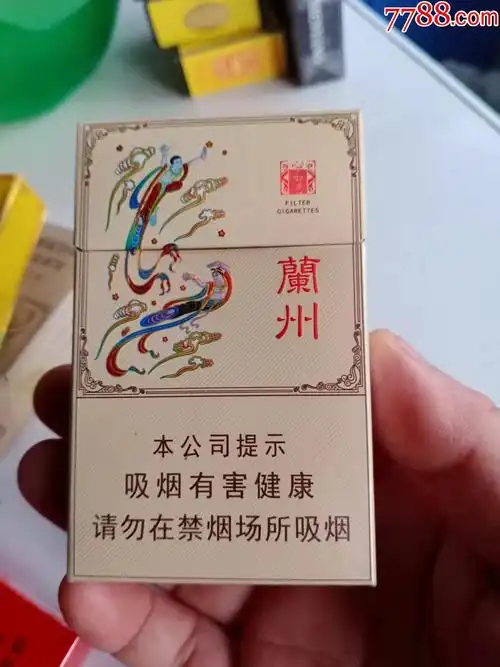 7788.com
FILTER
CIGARETTES
蘭州
本公司提示
吸烟有害健康
请勿在禁烟场所吸烟